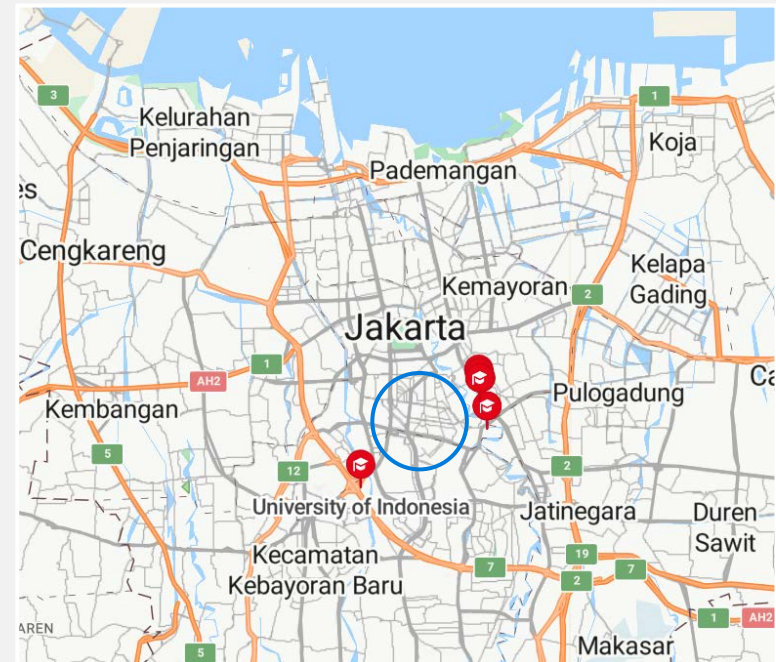 3
1
Kelurahan
Penjaringan
Koja
Pademangan
es
Cengkareng
Kelapa
Gading
Kemayoran
2
Jakarta
1
AH2
Ca
Pulogadung
Kembangan
5
12
2
University of Indonesia
Jatinegara
Duren
Sawit
Kecamatan
Kebayoran Baru
7
19
2
7
1
AH2
AREN
5
Makasar